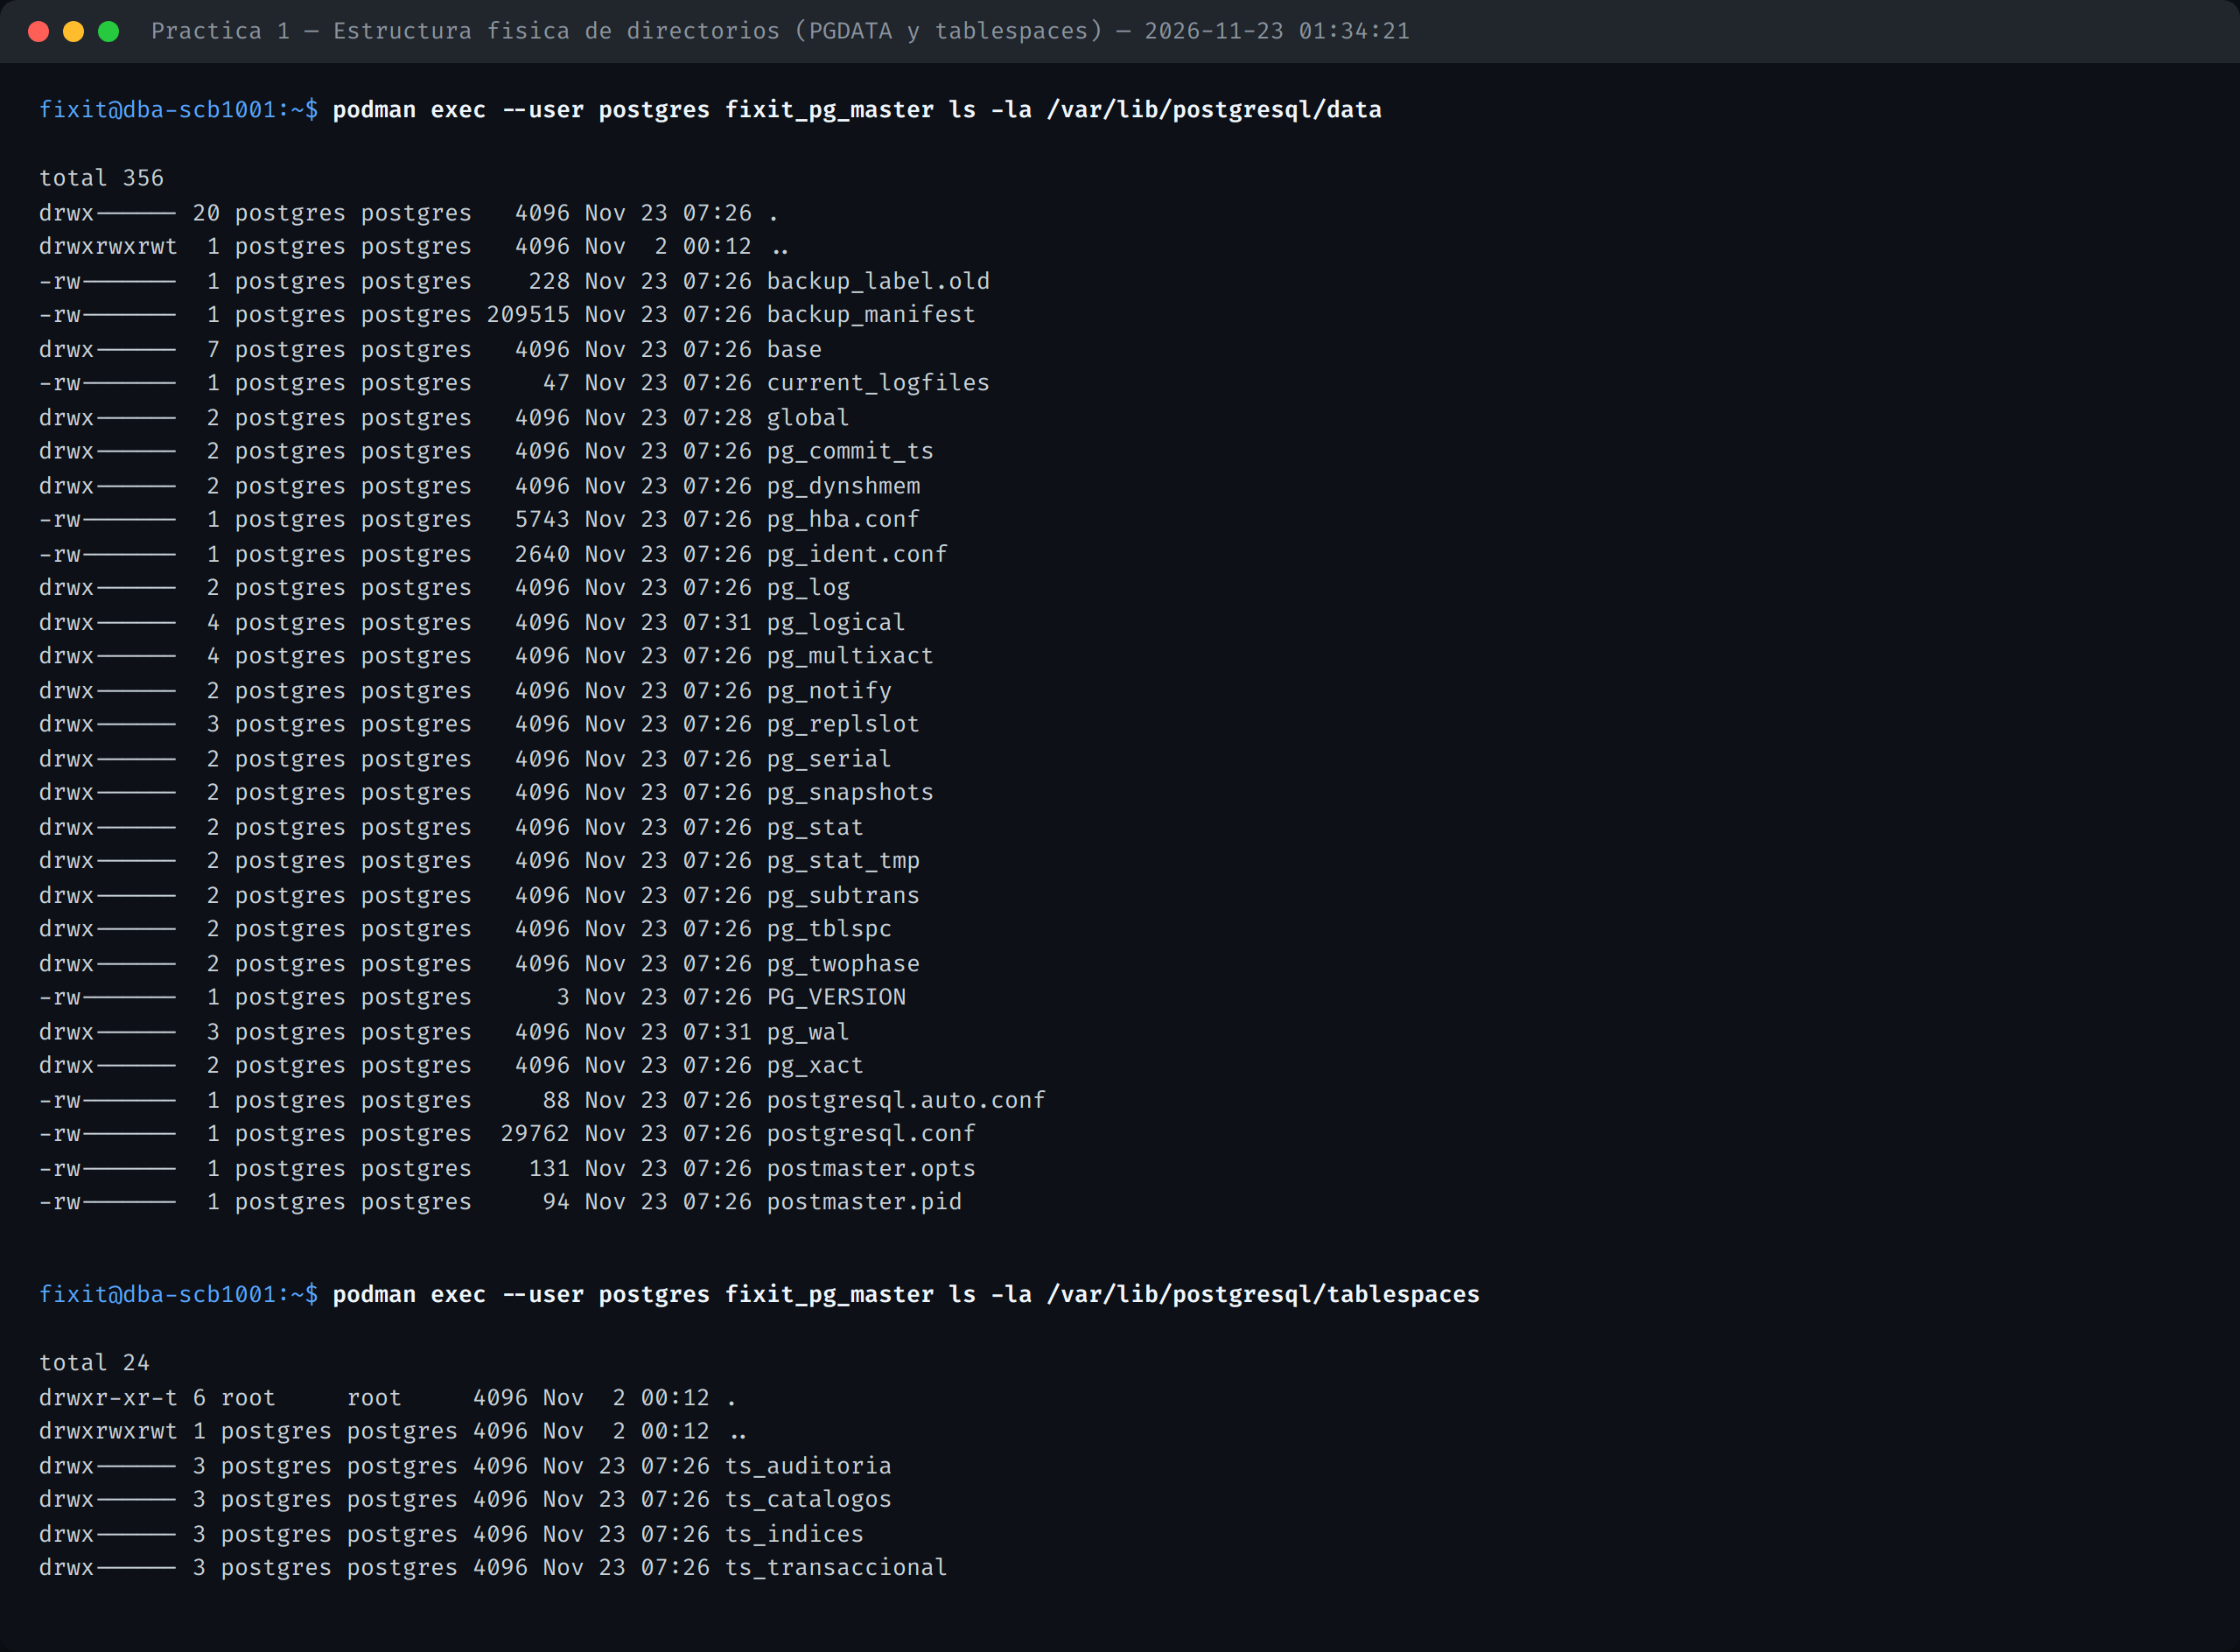 Practica 1 — Estructura fisica de directorios (PGDATA y tablespaces) — 2026-11-23 01:34:21
fixit@dba-scb1001:~$ podman exec --user postgres fixit_pg_master ls -la /var/lib/postgresql/data
total 356
drwx------ 20 postgres postgres   4096 Nov 23 07:26 .
drwxrwxrwt  1 postgres postgres   4096 Nov  2 00:12 ..
-rw-------  1 postgres postgres    228 Nov 23 07:26 backup_label.old
-rw-------  1 postgres postgres 209515 Nov 23 07:26 backup_manifest
drwx------  7 postgres postgres   4096 Nov 23 07:26 base
-rw-------  1 postgres postgres     47 Nov 23 07:26 current_logfiles
drwx------  2 postgres postgres   4096 Nov 23 07:28 global
drwx------  2 postgres postgres   4096 Nov 23 07:26 pg_commit_ts
drwx------  2 postgres postgres   4096 Nov 23 07:26 pg_dynshmem
-rw-------  1 postgres postgres   5743 Nov 23 07:26 pg_hba.conf
-rw-------  1 postgres postgres   2640 Nov 23 07:26 pg_ident.conf
drwx------  2 postgres postgres   4096 Nov 23 07:26 pg_log
drwx------  4 postgres postgres   4096 Nov 23 07:31 pg_logical
drwx------  4 postgres postgres   4096 Nov 23 07:26 pg_multixact
drwx------  2 postgres postgres   4096 Nov 23 07:26 pg_notify
drwx------  3 postgres postgres   4096 Nov 23 07:26 pg_replslot
drwx------  2 postgres postgres   4096 Nov 23 07:26 pg_serial
drwx------  2 postgres postgres   4096 Nov 23 07:26 pg_snapshots
drwx------  2 postgres postgres   4096 Nov 23 07:26 pg_stat
drwx------  2 postgres postgres   4096 Nov 23 07:26 pg_stat_tmp
drwx------  2 postgres postgres   4096 Nov 23 07:26 pg_subtrans
drwx------  2 postgres postgres   4096 Nov 23 07:26 pg_tblspc
drwx------  2 postgres postgres   4096 Nov 23 07:26 pg_twophase
-rw-------  1 postgres postgres      3 Nov 23 07:26 PG_VERSION
drwx------  3 postgres postgres   4096 Nov 23 07:31 pg_wal
drwx------  2 postgres postgres   4096 Nov 23 07:26 pg_xact
-rw-------  1 postgres postgres     88 Nov 23 07:26 postgresql.auto.conf
-rw-------  1 postgres postgres  29762 Nov 23 07:26 postgresql.conf
-rw-------  1 postgres postgres    131 Nov 23 07:26 postmaster.opts
-rw-------  1 postgres postgres     94 Nov 23 07:26 postmaster.pid
fixit@dba-scb1001:~$ podman exec --user postgres fixit_pg_master ls -la /var/lib/postgresql/tablespaces
total 24
drwxr-xr-t 6 root     root     4096 Nov  2 00:12 .
drwxrwxrwt 1 postgres postgres 4096 Nov  2 00:12 ..
drwx------ 3 postgres postgres 4096 Nov 23 07:26 ts_auditoria
drwx------ 3 postgres postgres 4096 Nov 23 07:26 ts_catalogos
drwx------ 3 postgres postgres 4096 Nov 23 07:26 ts_indices
drwx------ 3 postgres postgres 4096 Nov 23 07:26 ts_transaccional